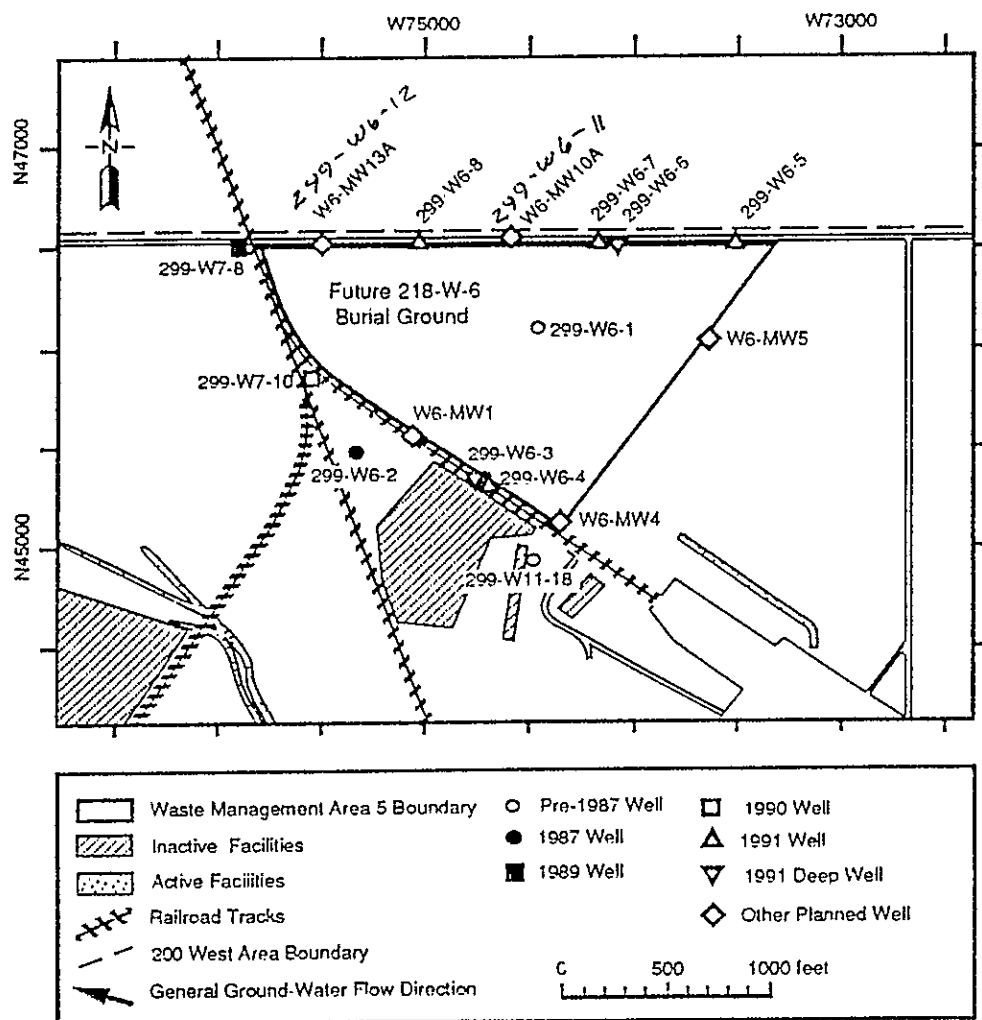 W75000
W73000
N47000
N45000
Z
299-W6-12
W6-MW13A
299-W6-8
299-W6-11
W6-MW10A
299-W6-7
299-W6-6
299-W6-5
299-W7-8
Future 218-W-6
Burial Ground
299-W6-1
W6-MW5
299-W7-10
W6-MW1
299-W6-3
299-W6-2
299-W6-4
W6-MW4
299-W11-18
Waste Management Area 5 Boundary
Inactive Facilities
Active Facilities
Railroad Tracks
200 West Area Boundary
General Ground-Water Flow Direction
Pre-1987 Well
1987 Well
1989 Well
1990 Well
1991 Well
1991 Deep Well
Other Planned Well
0 500 1000 feet